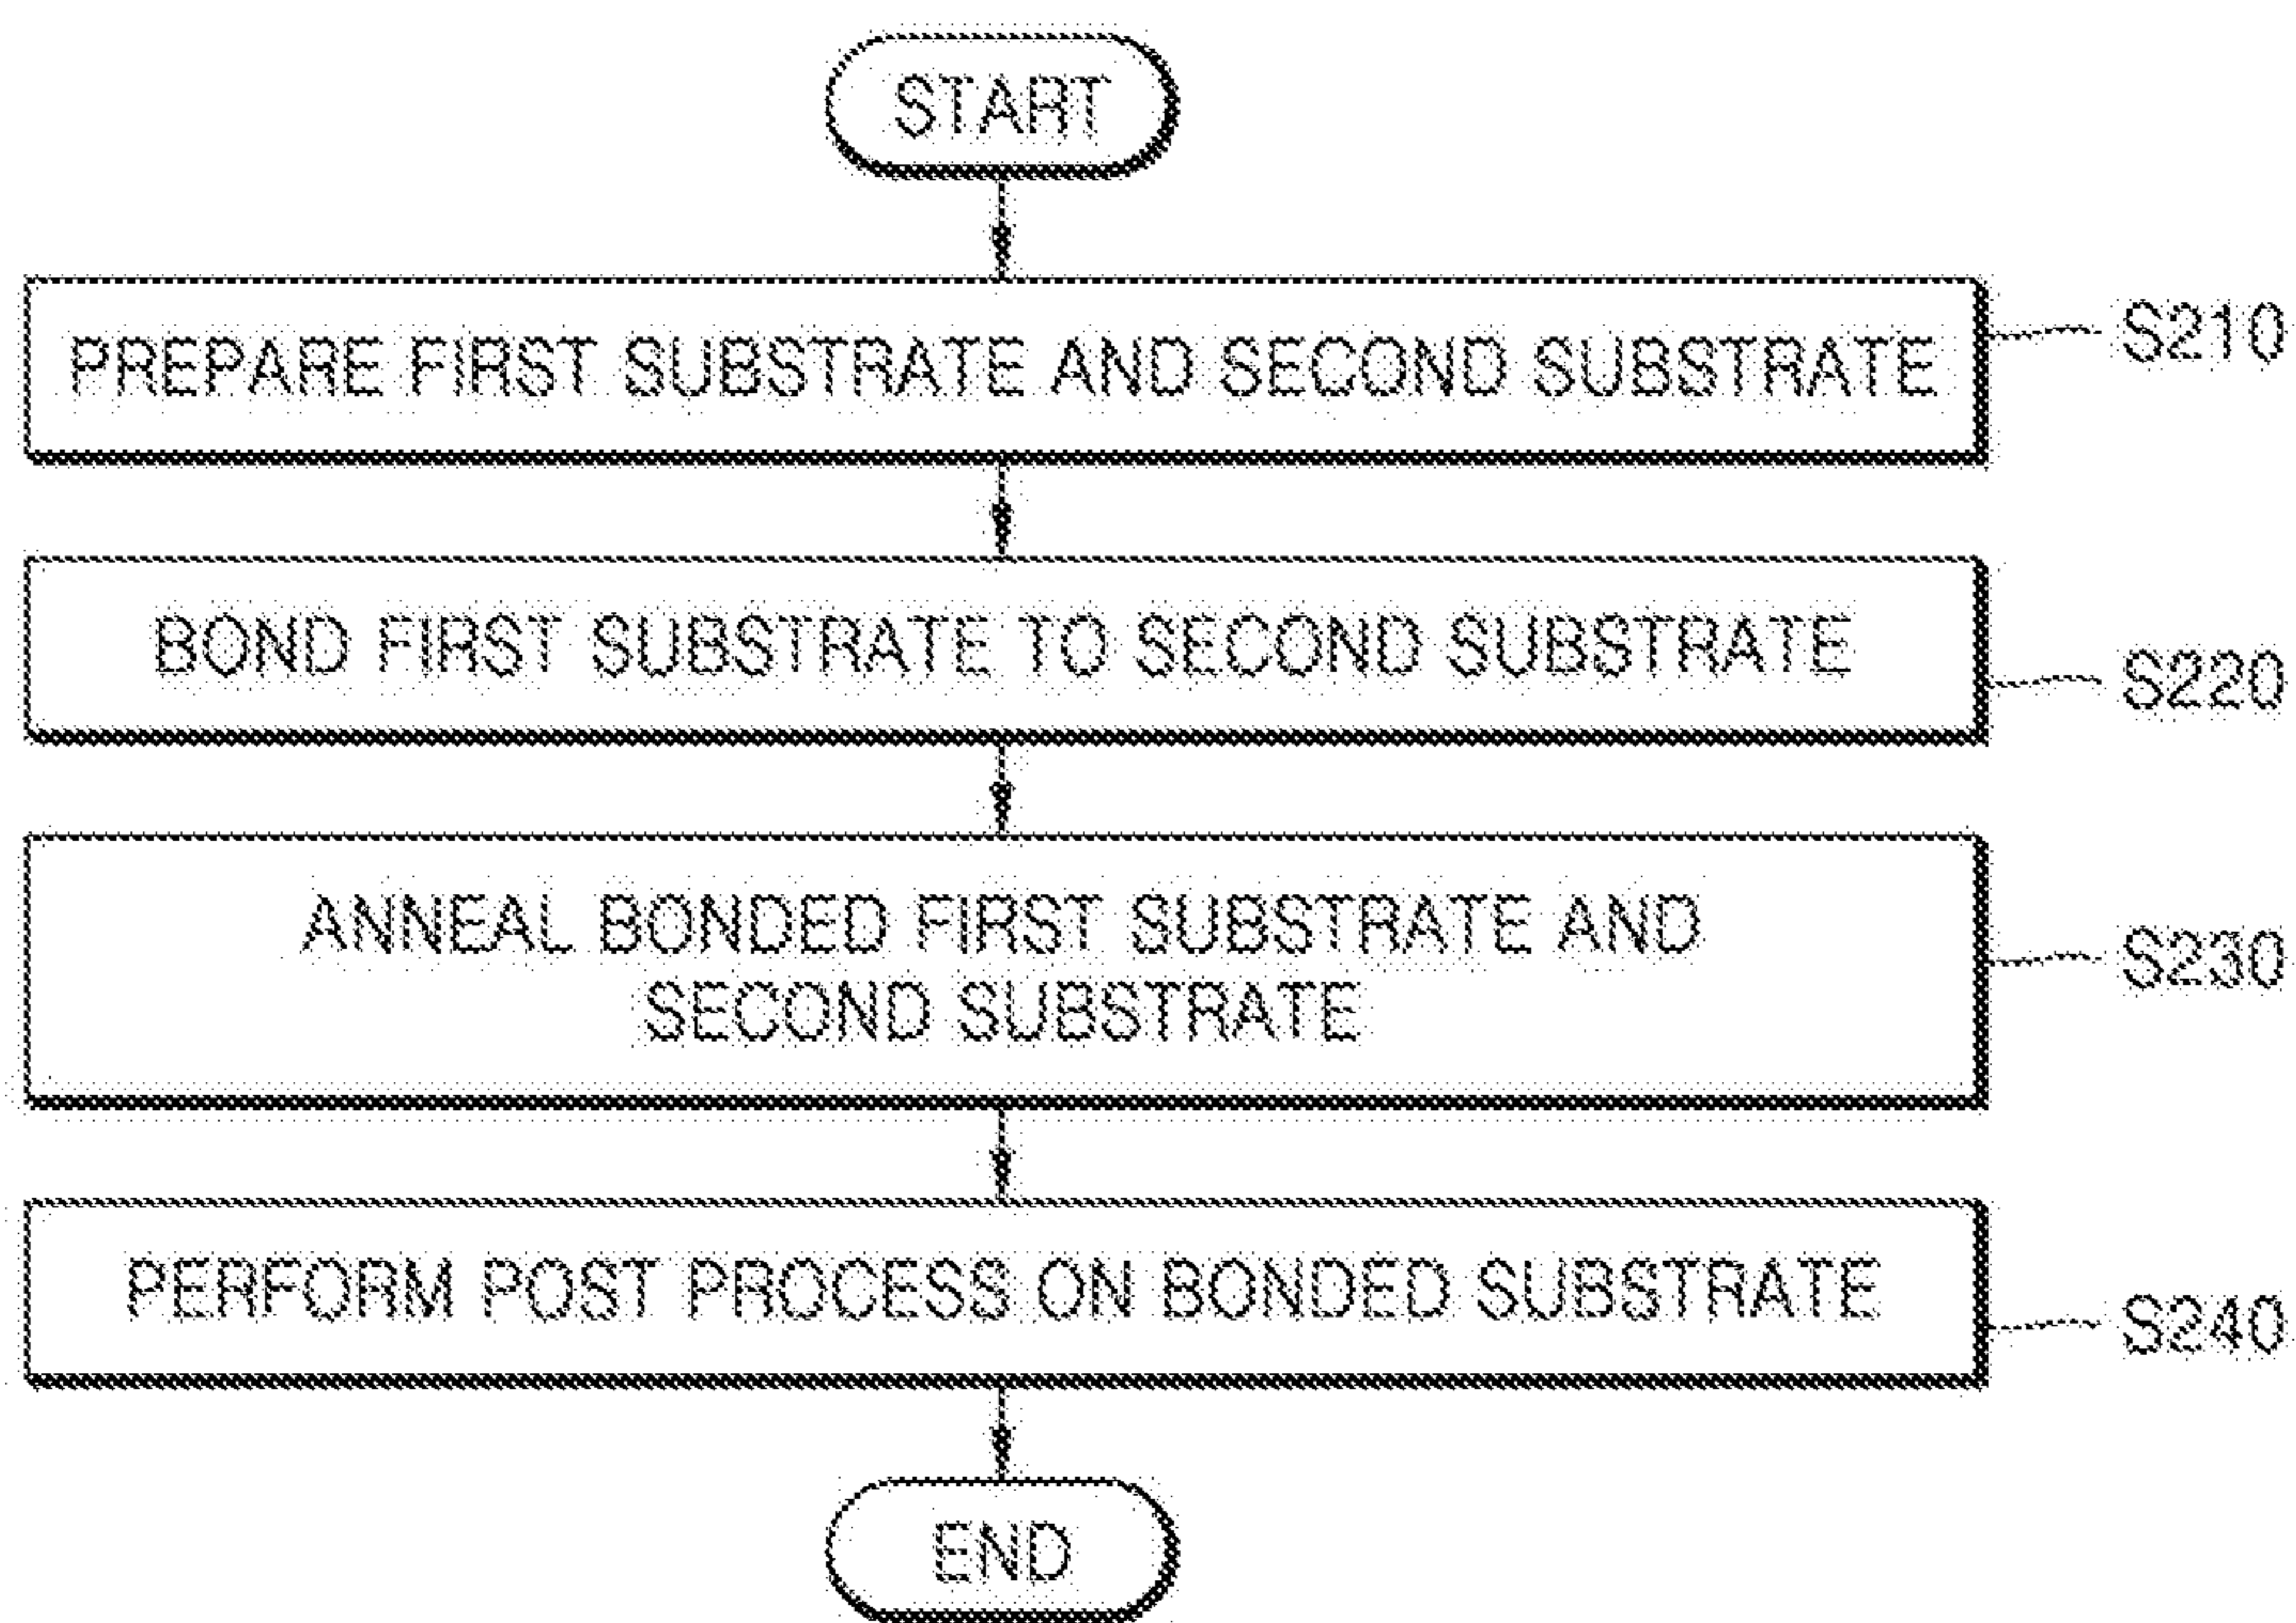 START
PREPARE FIRST SUBSTRATE AND SECOND SUBSTRATE
S210
BOND FIRST SUBSTRATE TO SECOND SUBSTRATE
S220
ANNEAL BONDED FIRST SUBSTRATE AND
SECOND SUBSTRATE
S230
PERFORM POST PROCESS ON BONDED SUBSTRATE
S240
END